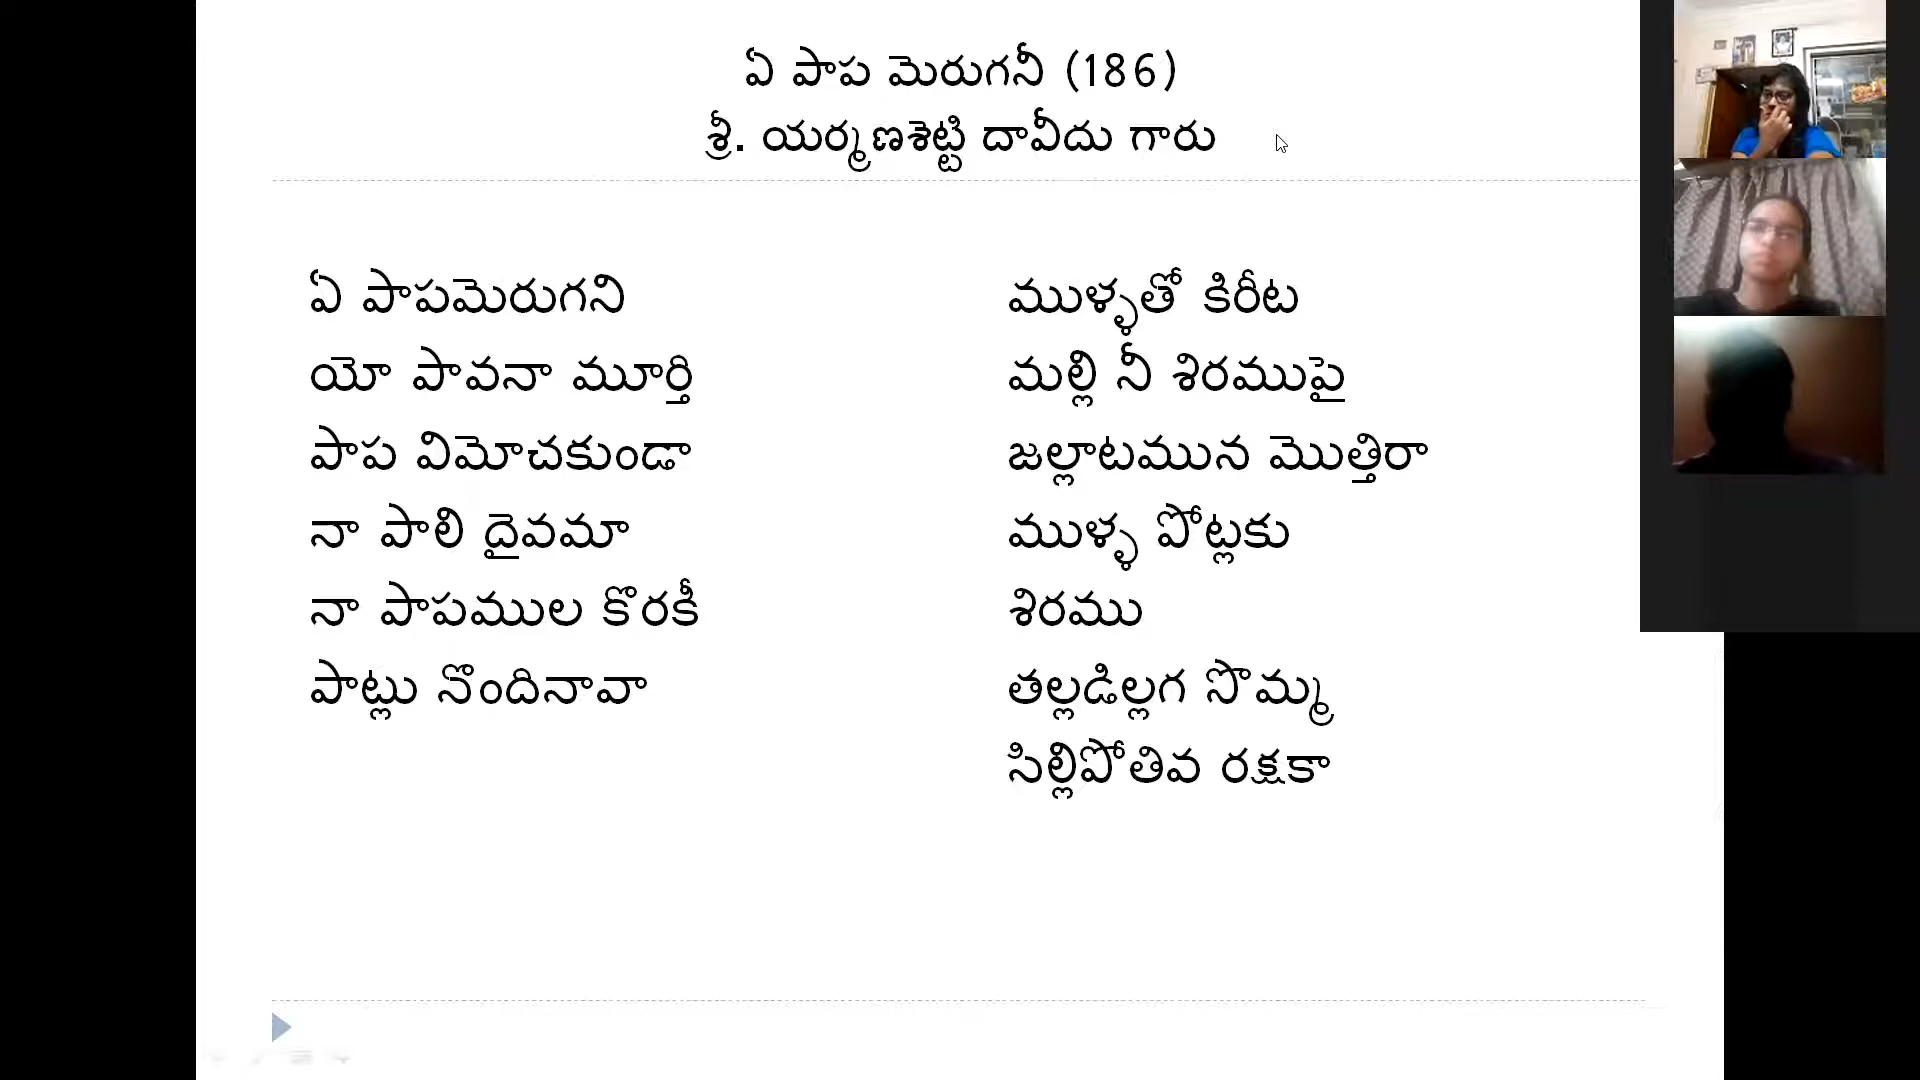 ఏ పాప మెరుగనీ (186)
శ్రీ. యర్మణశెట్టి దావీదు గారు
ఏ పాపమెరుగని
యో పావనా మూర్తి
పాప విమోచకుండా
నా పాలి దైవమా
నా పాపముల కొరకీ
పాట్లు నొందినావా
ముళ్ళతో కిరీట
మల్లి నీ శిరముపై
జల్లాటమున మొత్తిరా
ముళ్ళ పోట్లకు
శిరము
తల్లడిల్లగ సొమ్మ
సిల్లిపోతివ రక్షకా